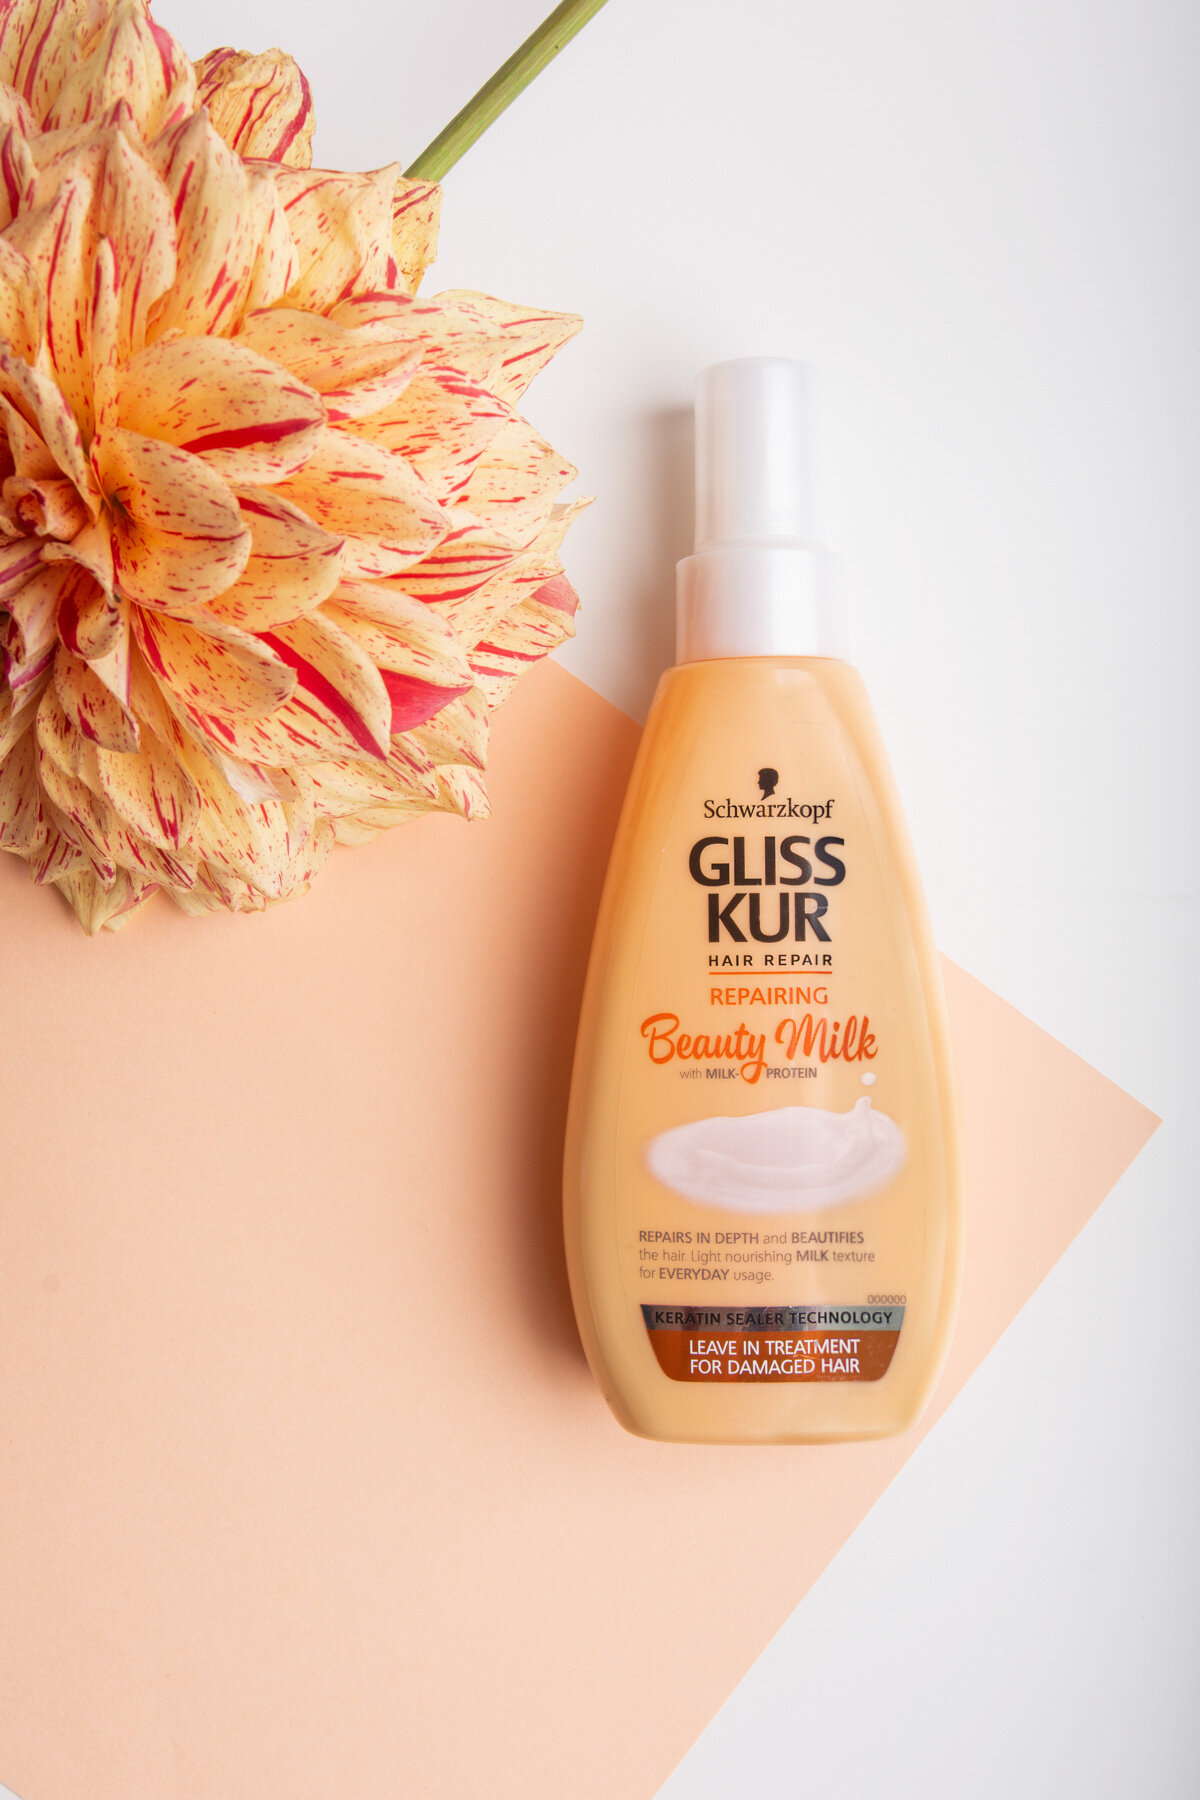 Schwarzkopf
GLISS
KUR
HAIR REPAIR
REPAIRING
Beauty Milk
with MILK-PROTEIN
REPAIRS IN DEPTH and BEAUTIFIES
the hair. Light nourishing MILK texture
for EVERYDAY usage.
000000
KERATIN SEALER TECHNOLOGY
LEAVE IN TREATMENT
FOR DAMAGED HAIR